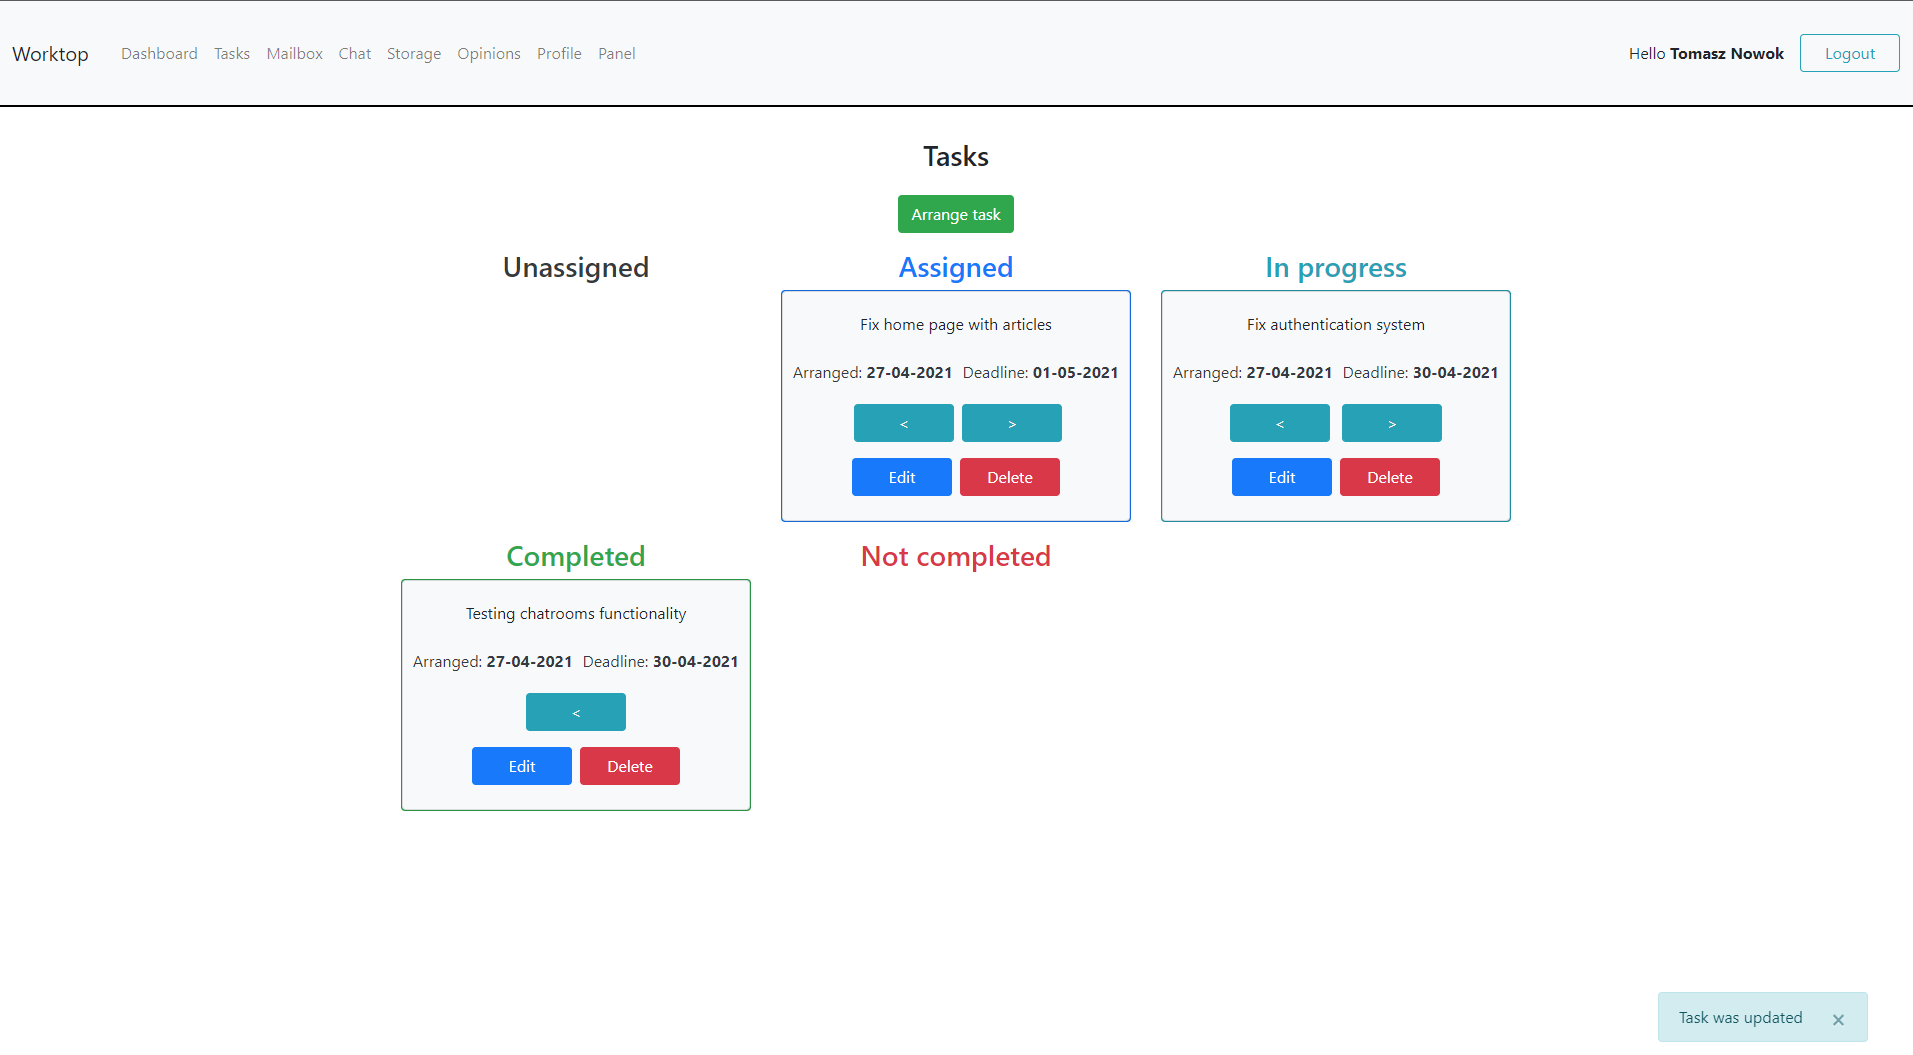 Worktop Dashboard Tasks Mailbox Chat Storage Opinions Profile Panel Hello Tomasz Nowok Logout
Tasks
Arrange task
Unassigned
Assigned
Fix home page with articles
Arranged: 27-04-2021 Deadline: 01-05-2021
< >
Edit Delete
In progress
Fix authentication system
Arranged: 27-04-2021 Deadline: 30-04-2021
< >
Edit Delete
Completed
Testing chatrooms functionality
Arranged: 27-04-2021 Deadline: 30-04-2021
<
Edit Delete
Not completed
Task was updated ×